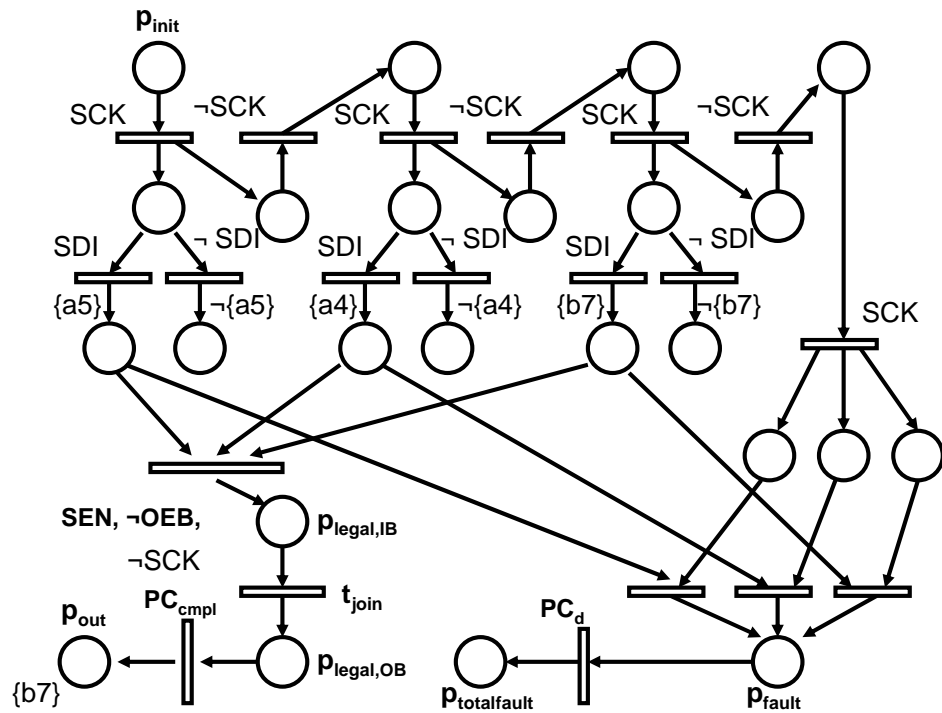 p_init
SCK ¬SCK SCK ¬SCK SCK ¬SCK
SDI ¬ SDI SDI ¬ SDI SDI ¬ SDI
{a5} ¬{a5} {a4} ¬{a4} {b7} ¬{b7}
SCK
SEN, ¬OEB,
¬SCK
p_legal,IB
t_join
PC_cmpl
p_out
{b7}
p_legal,OB
PC_d
p_totalfault
p_fault